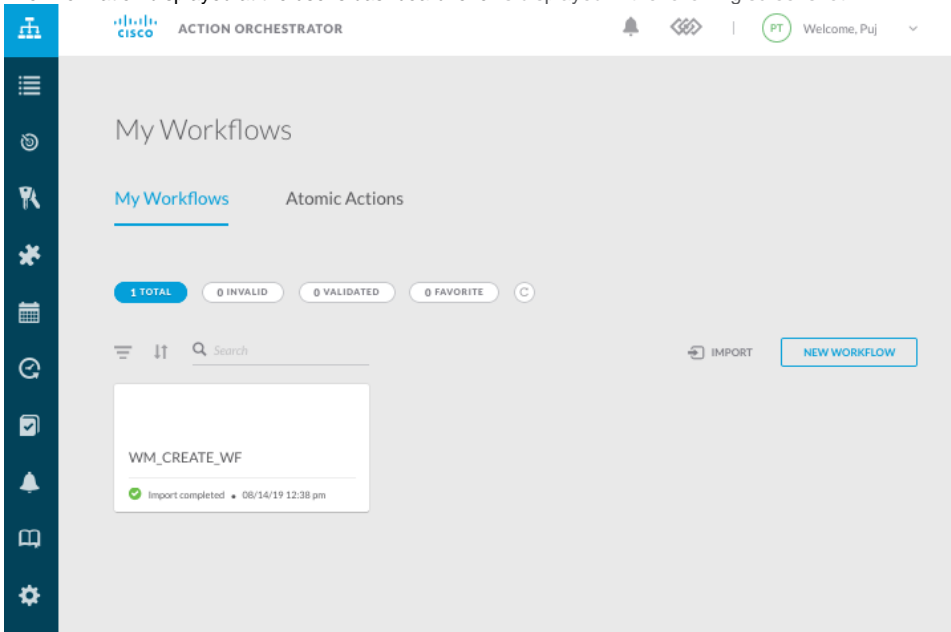 CISCO ACTION ORCHESTRATOR PT Welcome, Puj
My Workflows
My Workflows Atomic Actions
1 TOTAL 0 INVALID 0 VALIDATED 0 FAVORITE
Search IMPORT NEW WORKFLOW
WM_CREATE_WF
Import completed • 08/14/19 12:38 pm